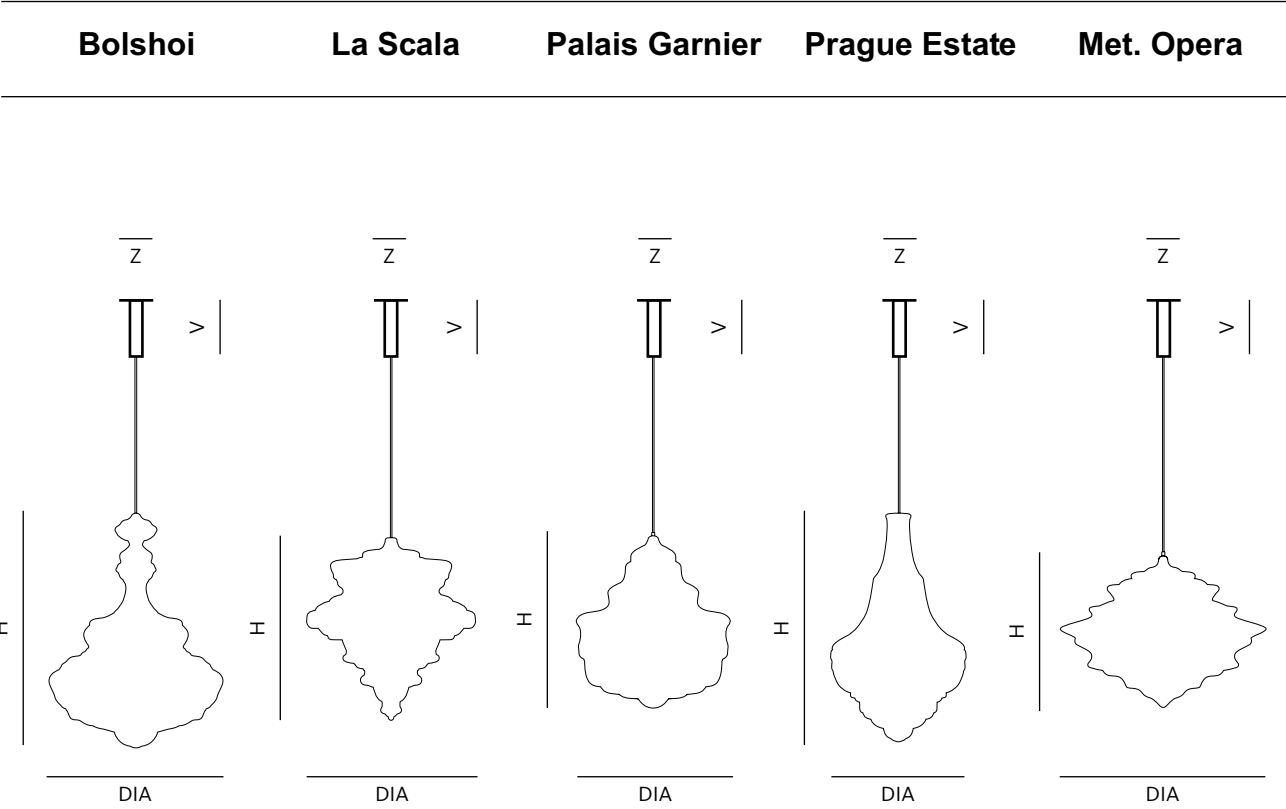 Bolshoi La Scala Palais Garnier Prague Estate Met. Opera
Z Z Z Z Z
V V V V V
H H H H H
DIA DIA DIA DIA DIA